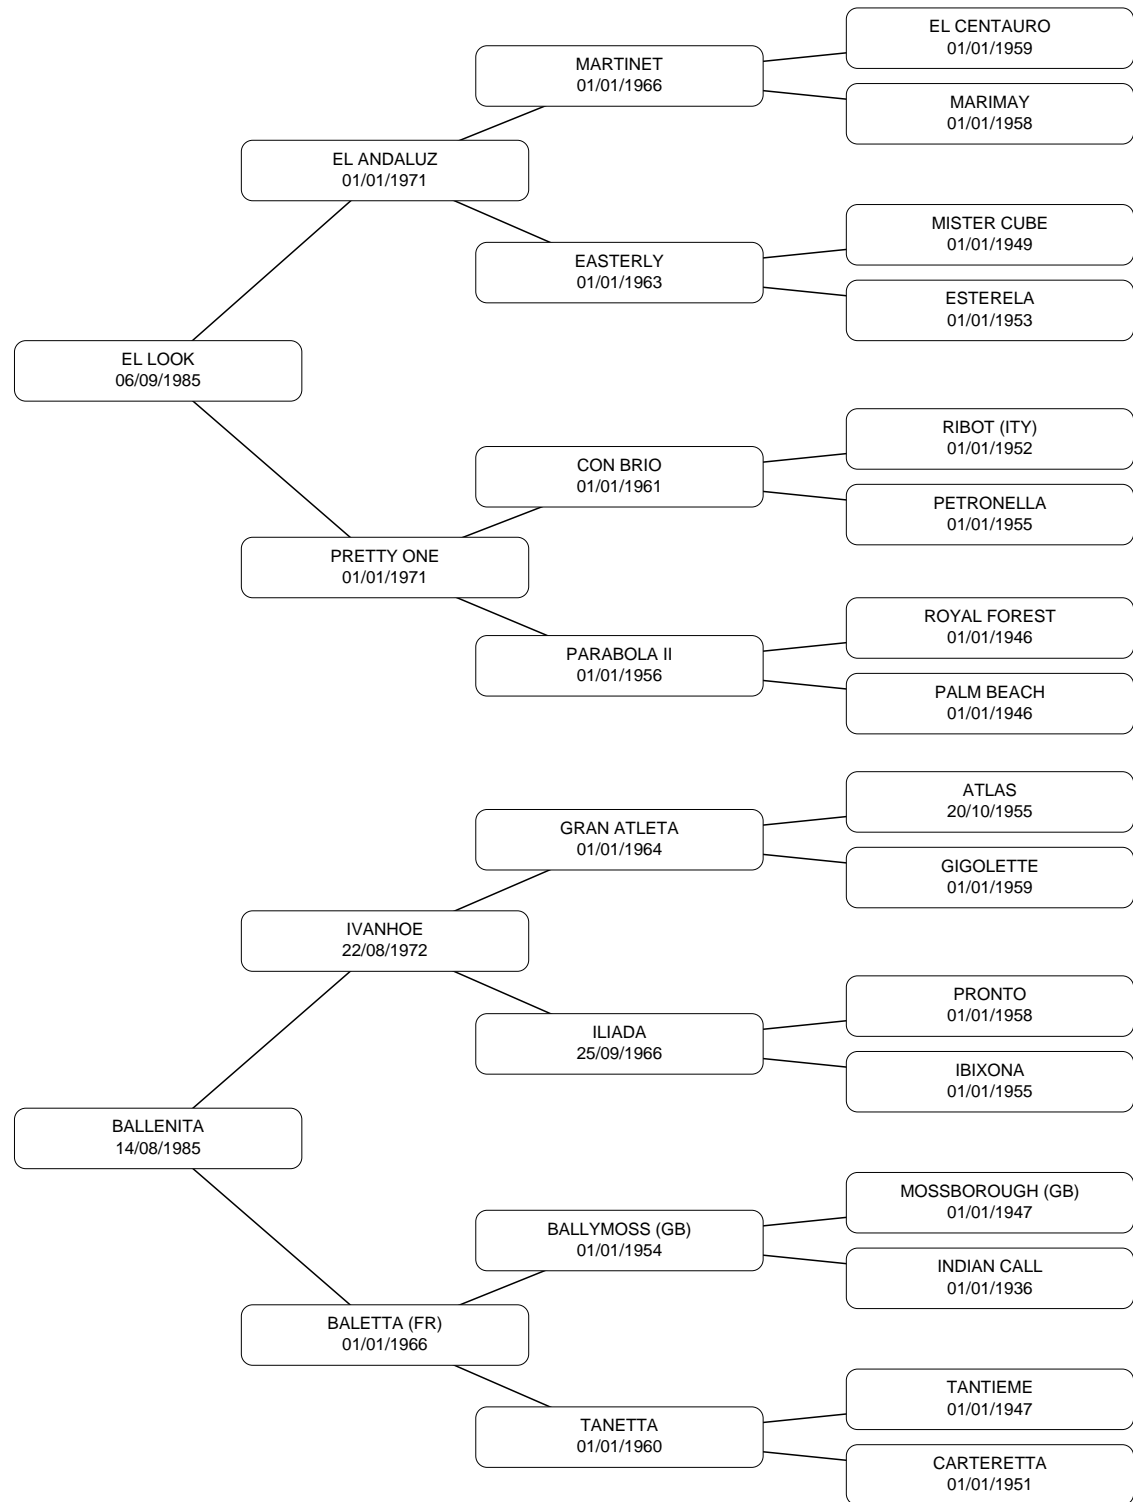 EL CENTAURO
01/01/1959
MARTINET
01/01/1966
MARIMAY
01/01/1958
EL ANDALUZ
01/01/1971
MISTER CUBE
01/01/1949
EASTERLY
01/01/1963
ESTERELA
01/01/1953
EL LOOK
06/09/1985
RIBOT (ITY)
01/01/1952
CON BRIO
01/01/1961
PETRONELLA
01/01/1955
PRETTY ONE
01/01/1971
ROYAL FOREST
01/01/1946
PARABOLA II
01/01/1956
PALM BEACH
01/01/1946
ATLAS
20/10/1955
GRAN ATLETA
01/01/1964
GIGOLETTE
01/01/1959
IVANHOE
22/08/1972
PRONTO
01/01/1958
ILIADA
25/09/1966
IBIXONA
01/01/1955
BALLENITA
14/08/1985
MOSSBOROUGH (GB)
01/01/1947
BALLYMOSS (GB)
01/01/1954
INDIAN CALL
01/01/1936
BALETTA (FR)
01/01/1966
TANTIEME
01/01/1947
TANETTA
01/01/1960
CARTERETTA
01/01/1951